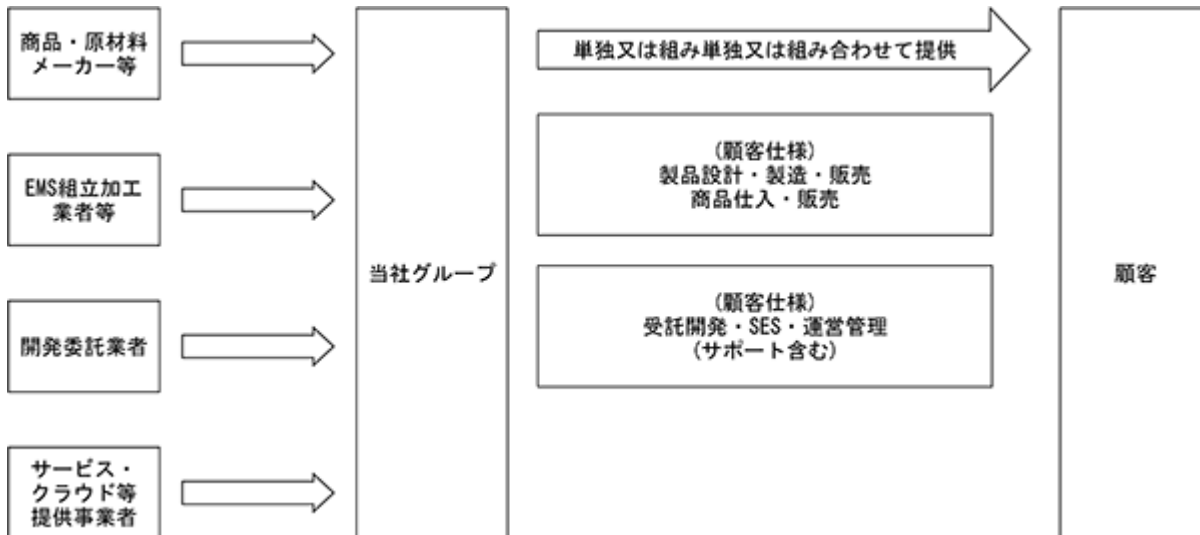 商品・原材料
メーカー等
単独又は組み単独又は組み合わせて提供
EMS組立加工
業者等
(顧客仕様)
製品設計・製造・販売
商品仕入・販売
当社グループ
顧客
開発委託業者
(顧客仕様)
受託開発・SES・運営管理
(サポート含む)
サービス・
クラウド等
提供事業者